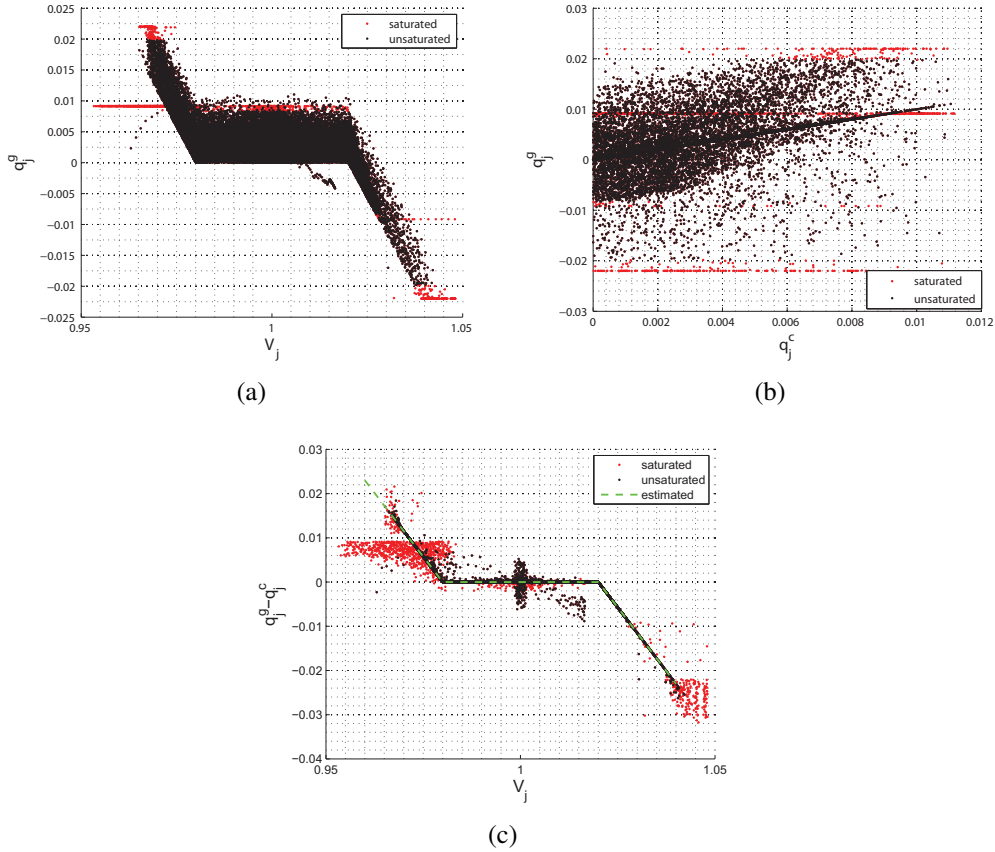 0.025
0.02
0.015
0.01
0.005
0
−0.005
−0.01
−0.015
−0.02
−0.025
0.95
1
1.05
q_j^g
V_j
saturated
unsaturated
(a)
0.03
0.02
0.01
0
−0.01
−0.02
−0.03
0
0.002
0.004
0.006
0.008
0.01
0.012
q_j^g
q_j^c
saturated
unsaturated
(b)
0.03
0.02
0.01
0
−0.01
−0.02
−0.03
−0.04
0.95
1
1.05
q_j^g−q_j^c
V_j
saturated
unsaturated
estimated
(c)